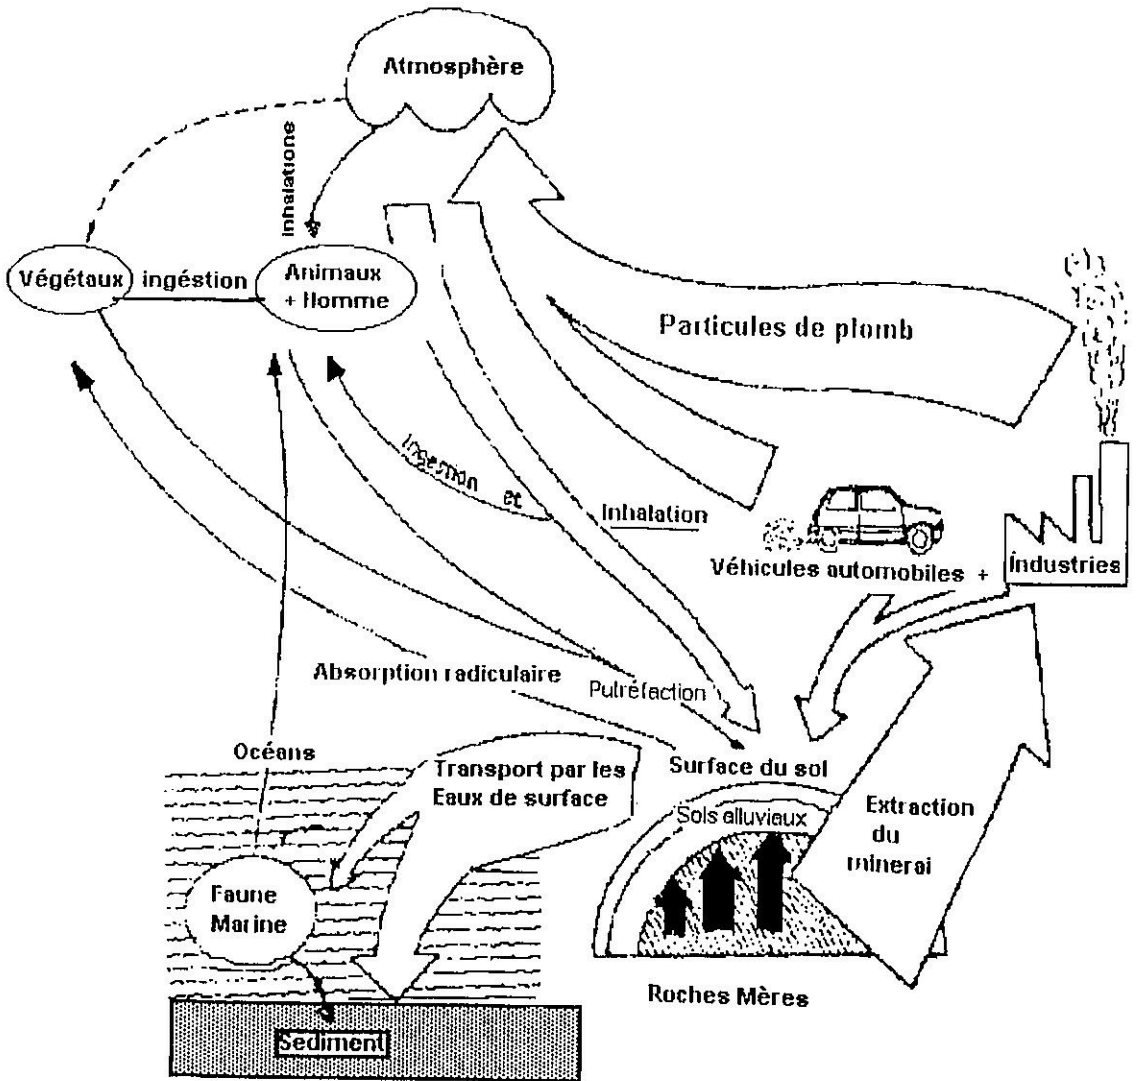 Atmosphère
Inhalatione
Végétaux
ingéstion
Animaux
+ Homme
Particules de plomb
Ingestion et
Inhalation
Véhicules automobiles +
Industries
Absorption radiculaire
Putréfaction
Océans
Transport par les
Eaux de surface
Surface du sol
Sols alluviaux
Extraction
du
minerai
Faune
Marine
Roches Mères
Sediment